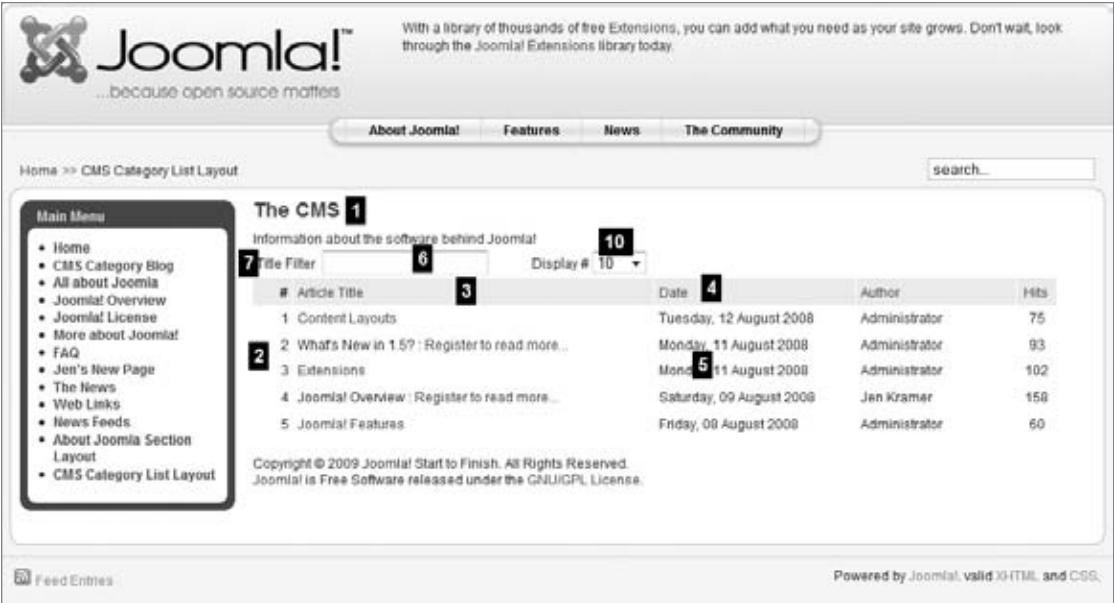 Joomla!™
...because open source matters
With a library of thousands of free Extensions, you can add what you need as your site grows. Don't wait, look
through the Joomla! Extensions library today.
About Joomla! Features News The Community
Home >> CMS Category List Layout
search...
Main Menu
Home
CMS Category Blog
All about Joomla
Joomla! Overview
Joomla! License
More about Joomla!
FAQ
Jen's New Page
The News
Web Links
News Feeds
About Joomla Section
Layout
CMS Category List Layout
The CMS 1
Information about the software behind Joomla!
7 Title Filter 6 Display # 10 10
# Article Title 3 Date 4 Author Hits
1 Content Layouts Tuesday, 12 August 2008 Administrator 75
2 2 What's New in 1.5? : Register to read more... Monday, 11 August 2008 Administrator 93
3 Extensions Mond 5 11 August 2008 Administrator 102
4 Joomla! Overview : Register to read more... Saturday, 09 August 2008 Jen Kramer 158
5 Joomla! Features Friday, 08 August 2008 Administrator 60
Copyright © 2009 Joomla! Start to Finish. All Rights Reserved.
Joomla! is Free Software released under the GNU/GPL License.
Feed Entries
Powered by Joomla!. valid XHTML and CSS.